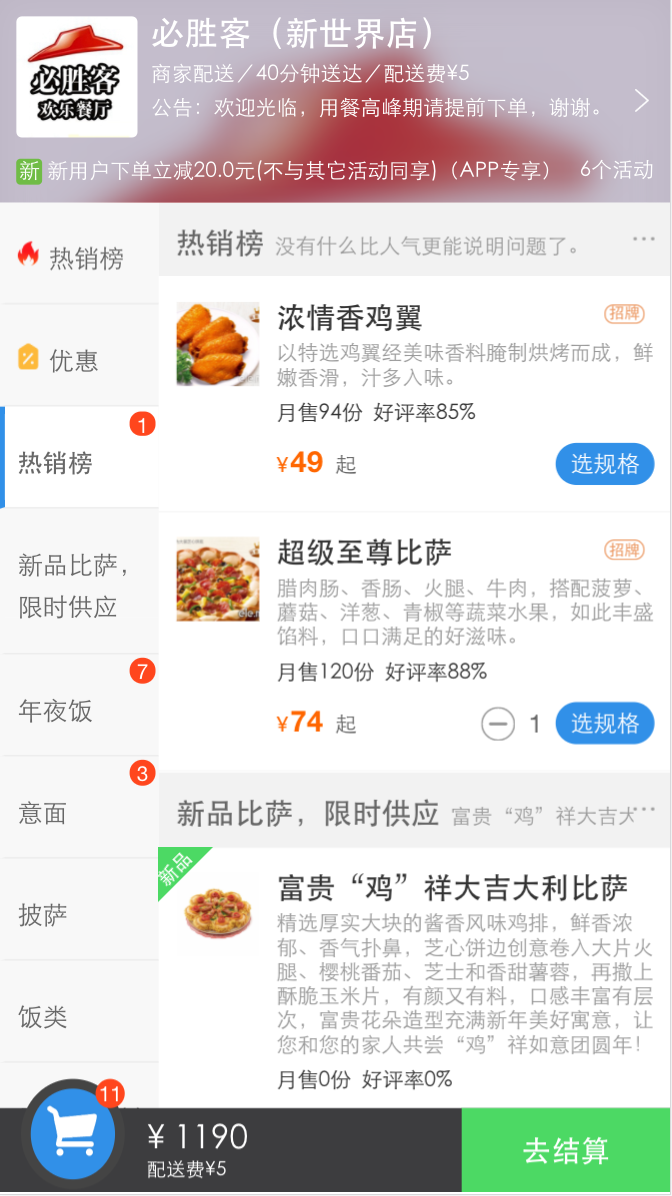 必胜客
欢乐餐厅
必胜客（新世界店）
商家配送／40分钟送达／配送费¥5
公告：欢迎光临，用餐高峰期请提前下单，谢谢。
新 新用户下单立减20.0元(不与其它活动同享)（APP专享） 6个活动
热销榜
优惠
1
热销榜
新品比萨，
限时供应
7
年夜饭
3
意面
披萨
饭类
热销榜 没有什么比人气更能说明问题了。 ···
浓情香鸡翼 招牌
以特选鸡翼经美味香料腌制烘烤而成，鲜
嫩香滑，汁多入味。
月售94份 好评率85%
¥49 起 选规格
超级至尊比萨 招牌
腊肉肠、香肠、火腿、牛肉，搭配菠萝、
蘑菇、洋葱、青椒等蔬菜水果，如此丰盛
馅料，口口满足的好滋味。
月售120份 好评率88%
¥74 起 1 选规格
新品比萨，限时供应 富贵“鸡”祥大吉大 ···
新品
富贵“鸡”祥大吉大利比萨
精选厚实大块的酱香风味鸡排，鲜香浓
郁、香气扑鼻，芝心饼边创意卷入大片火
腿、樱桃番茄、芝士和香甜薯蓉，再撒上
酥脆玉米片，有颜又有料，口感丰富有层
次，富贵花朵造型充满新年美好寓意，让
您和您的家人共尝“鸡”祥如意团圆年！
月售0份 好评率0%
11
¥ 1190
配送费¥5
去结算